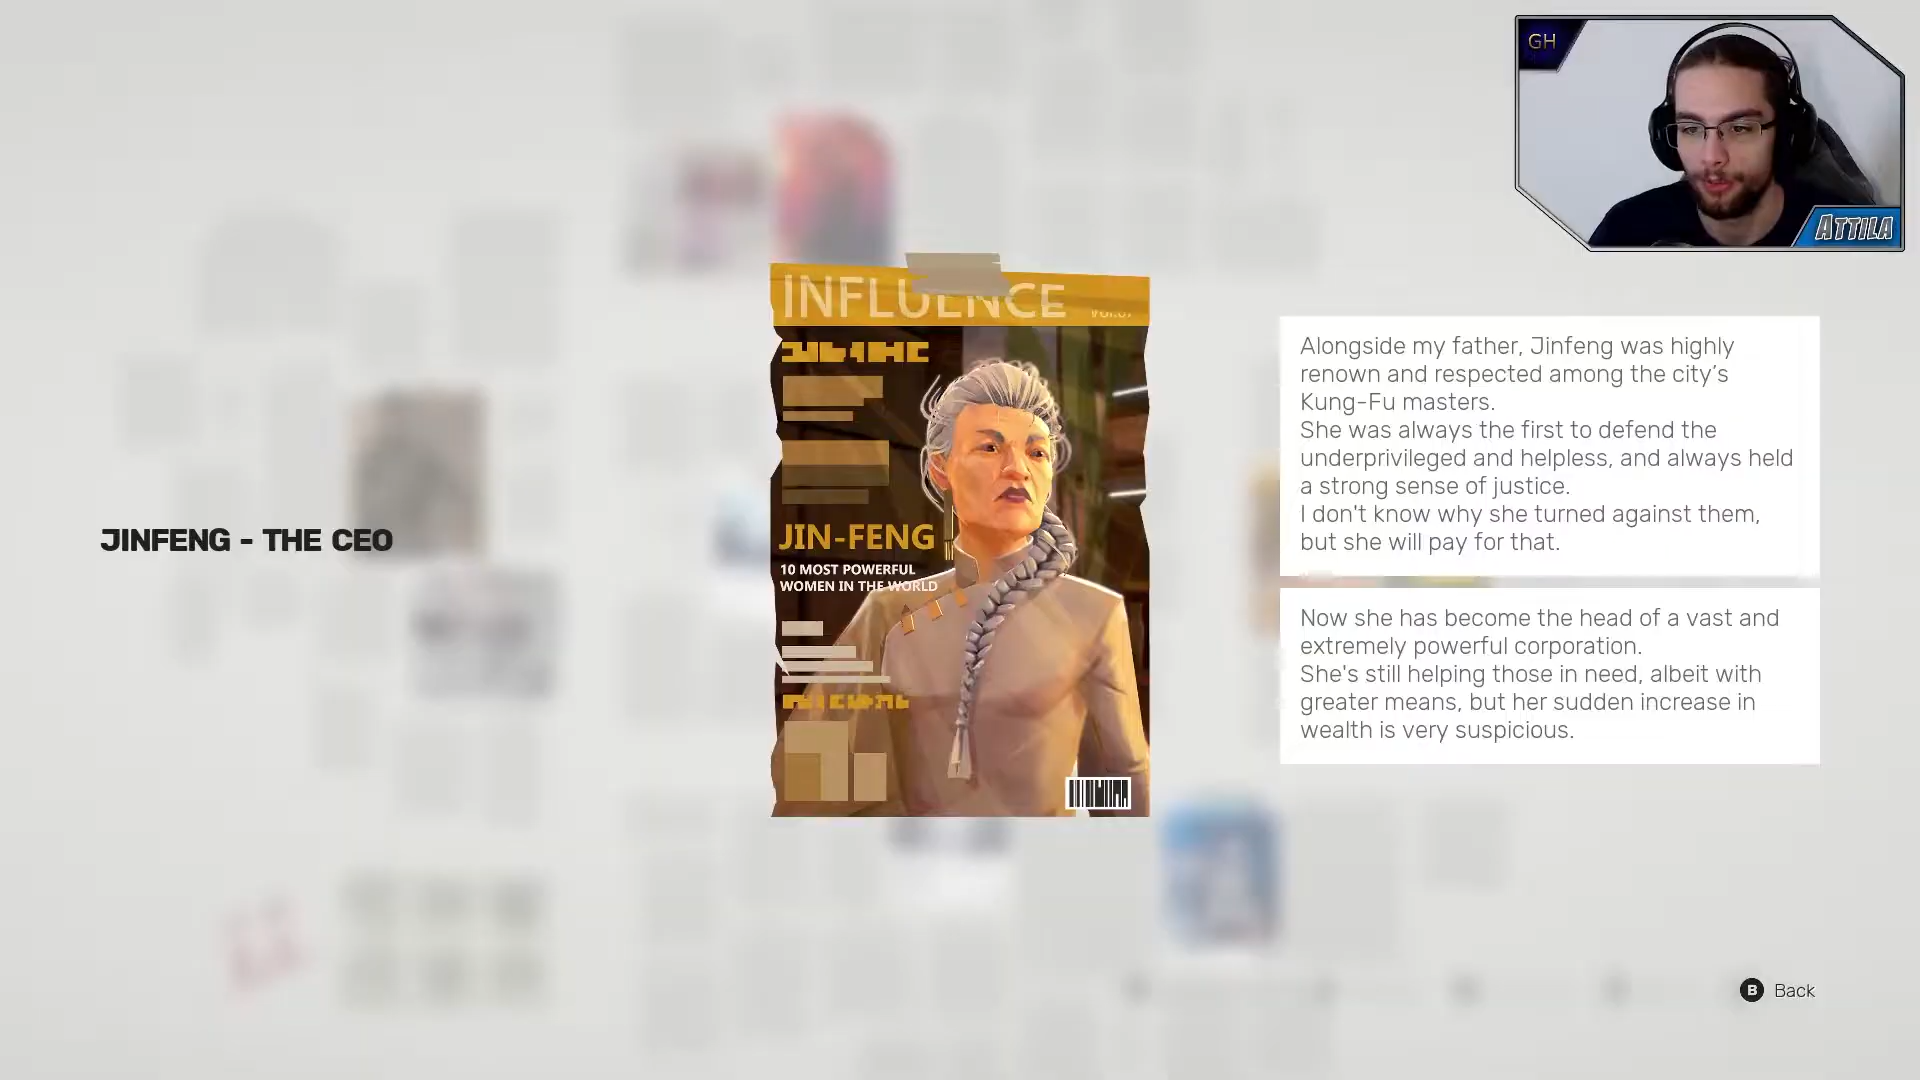 GH
ATTILA
INFLUENCE
JIN-FENG
10 MOST POWERFUL
WOMEN IN THE WORLD
JINFENG - THE CEO
Alongside my father, Jinfeng was highly
renown and respected among the city's
Kung-Fu masters.
She was always the first to defend the
underprivileged and helpless, and always held
a strong sense of justice.
I don't know why she turned against them,
but she will pay for that.
Now she has become the head of a vast and
extremely powerful corporation.
She's still helping those in need, albeit with
greater means, but her sudden increase in
wealth is very suspicious.
B Back